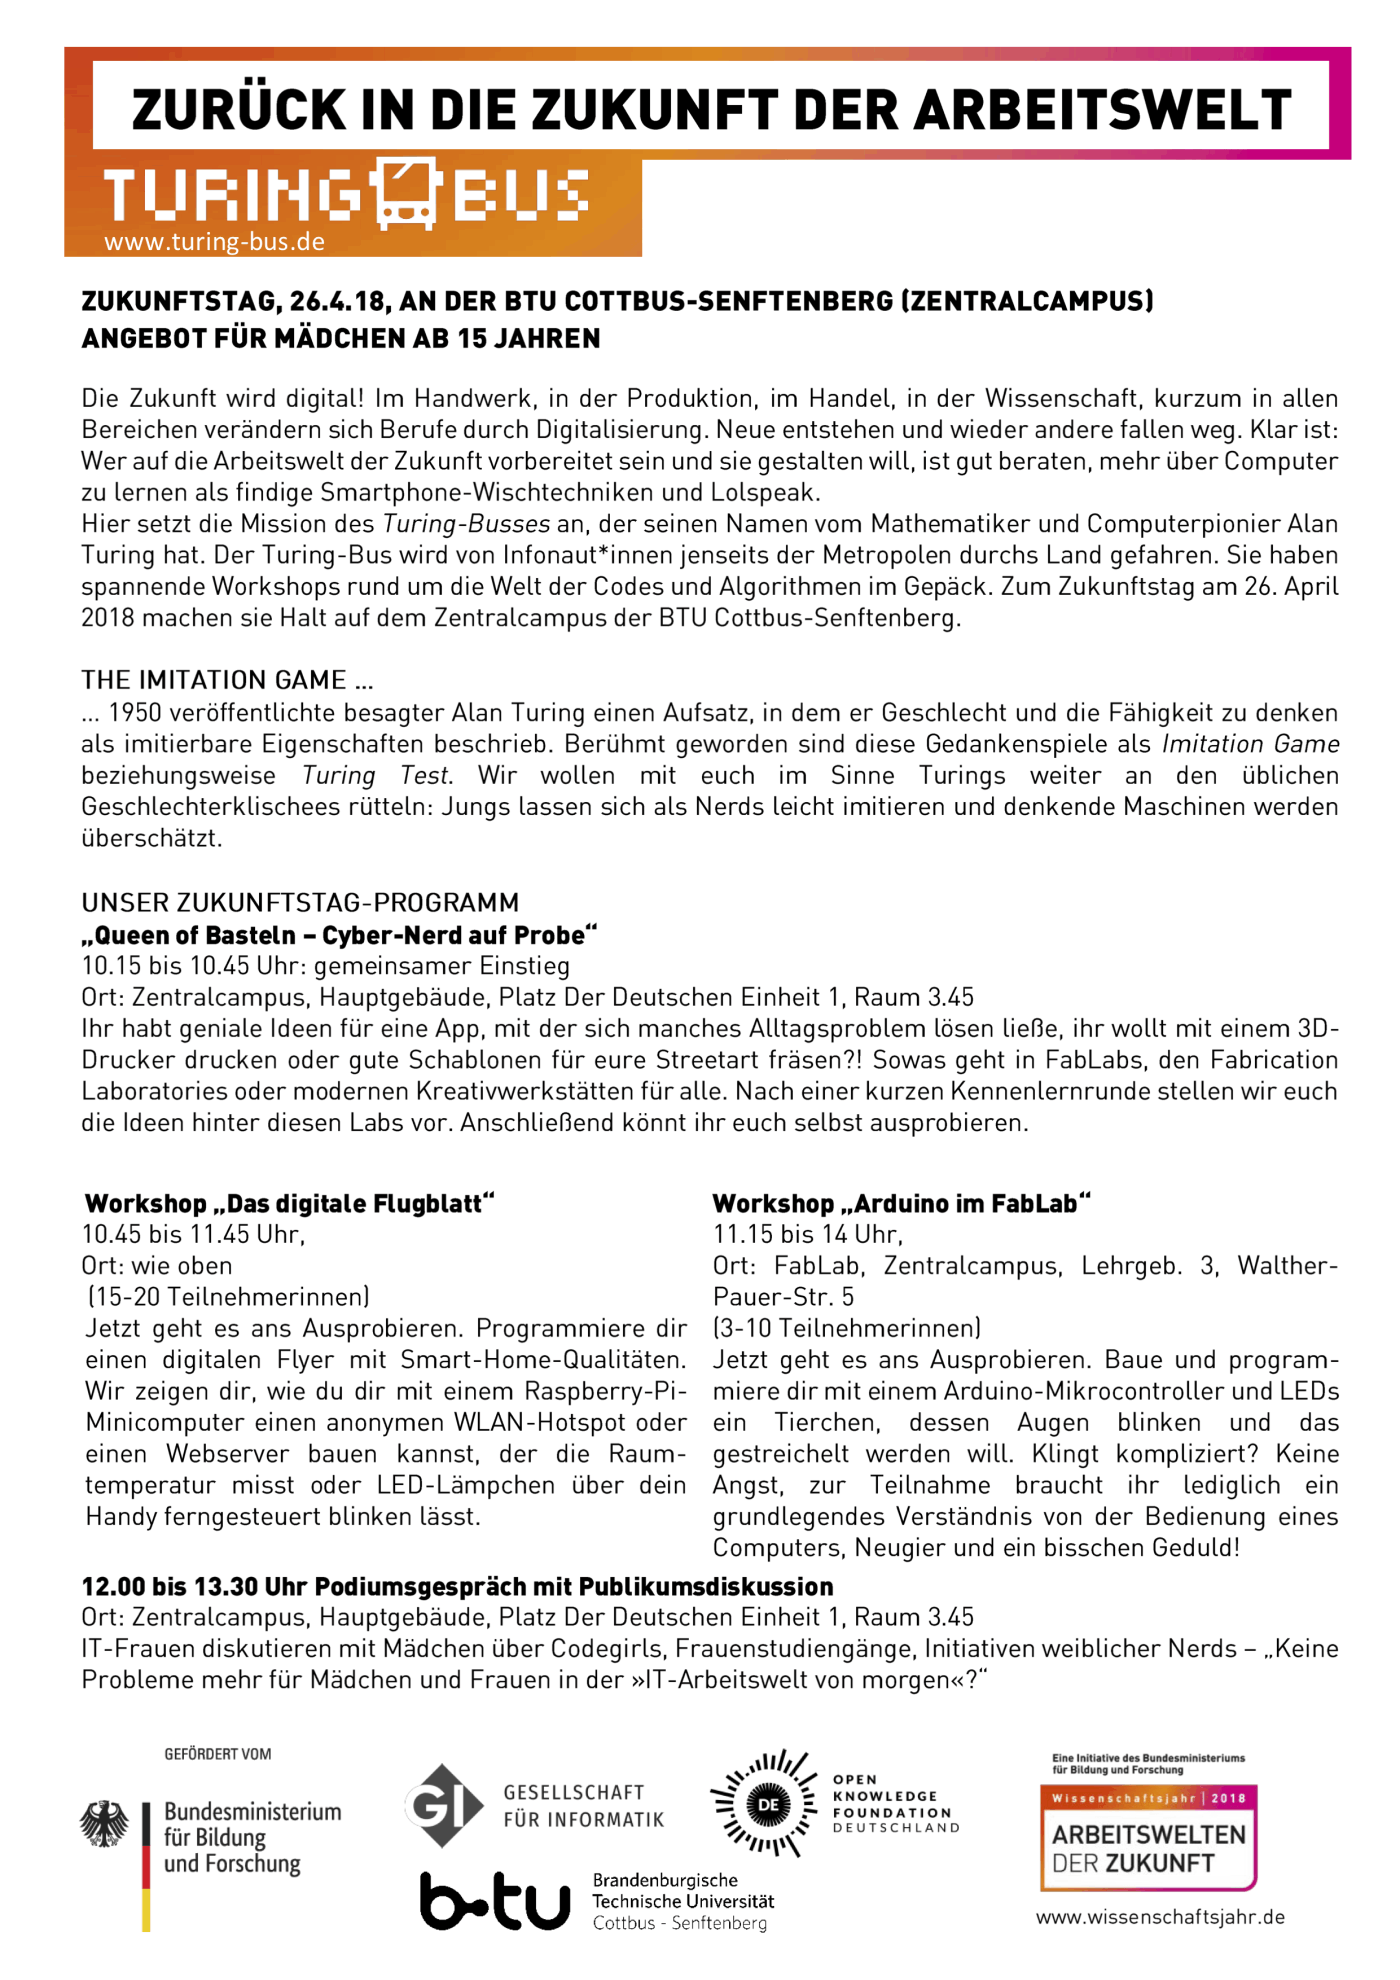 ZURÜCK IN DIE ZUKUNFT DER ARBEITSWELT
TURING BUS
www.turing-bus.de
ZUKUNFTSTAG, 26.4.18, AN DER BTU COTTBUS-SENFTENBERG (ZENTRALCAMPUS)
ANGEBOT FÜR MÄDCHEN AB 15 JAHREN
Die Zukunft wird digital! Im Handwerk, in der Produktion, im Handel, in der Wissenschaft, kurzum in allen
Bereichen verändern sich Berufe durch Digitalisierung. Neue entstehen und wieder andere fallen weg. Klar ist:
Wer auf die Arbeitswelt der Zukunft vorbereitet sein und sie gestalten will, ist gut beraten, mehr über Computer
zu lernen als findige Smartphone-Wischtechniken und Lolspeak.
Hier setzt die Mission des Turing-Busses an, der seinen Namen vom Mathematiker und Computerpionier Alan
Turing hat. Der Turing-Bus wird von Infonaut*innen jenseits der Metropolen durchs Land gefahren. Sie haben
spannende Workshops rund um die Welt der Codes und Algorithmen im Gepäck. Zum Zukunftstag am 26. April
2018 machen sie Halt auf dem Zentralcampus der BTU Cottbus-Senftenberg.
THE IMITATION GAME ...
... 1950 veröffentlichte besagter Alan Turing einen Aufsatz, in dem er Geschlecht und die Fähigkeit zu denken
als imitierbare Eigenschaften beschrieb. Berühmt geworden sind diese Gedankenspiele als Imitation Game
beziehungsweise Turing Test. Wir wollen mit euch im Sinne Turings weiter an den üblichen
Geschlechterklischees rütteln: Jungs lassen sich als Nerds leicht imitieren und denkende Maschinen werden
überschätzt.
UNSER ZUKUNFTSTAG-PROGRAMM
„Queen of Basteln – Cyber-Nerd auf Probe“
10.15 bis 10.45 Uhr: gemeinsamer Einstieg
Ort: Zentralcampus, Hauptgebäude, Platz Der Deutschen Einheit 1, Raum 3.45
Ihr habt geniale Ideen für eine App, mit der sich manches Alltagsproblem lösen ließe, ihr wollt mit einem 3D-
Drucker drucken oder gute Schablonen für eure Streetart fräsen?! Sowas geht in FabLabs, den Fabrication
Laboratories oder modernen Kreativwerkstätten für alle. Nach einer kurzen Kennenlernrunde stellen wir euch
die Ideen hinter diesen Labs vor. Anschließend könnt ihr euch selbst ausprobieren.
Workshop „Das digitale Flugblatt“
10.45 bis 11.45 Uhr,
Ort: wie oben
(15-20 Teilnehmerinnen)
Jetzt geht es ans Ausprobieren. Programmiere dir
einen digitalen Flyer mit Smart-Home-Qualitäten.
Wir zeigen dir, wie du dir mit einem Raspberry-Pi-
Minicomputer einen anonymen WLAN-Hotspot oder
einen Webserver bauen kannst, der die Raum-
temperatur misst oder LED-Lämpchen über dein
Handy ferngesteuert blinken lässt.
Workshop „Arduino im FabLab“
11.15 bis 14 Uhr,
Ort: FabLab, Zentralcampus, Lehrgeb. 3, Walther-
Pauer-Str. 5
(3-10 Teilnehmerinnen)
Jetzt geht es ans Ausprobieren. Baue und program-
miere dir mit einem Arduino-Mikrocontroller und LEDs
ein Tierchen, dessen Augen blinken und das
gestreichelt werden will. Klingt kompliziert? Keine
Angst, zur Teilnahme braucht ihr lediglich ein
grundlegendes Verständnis von der Bedienung eines
Computers, Neugier und ein bisschen Geduld!
12.00 bis 13.30 Uhr Podiumsgespräch mit Publikumsdiskussion
Ort: Zentralcampus, Hauptgebäude, Platz Der Deutschen Einheit 1, Raum 3.45
IT-Frauen diskutieren mit Mädchen über Codegirls, Frauenstudiengänge, Initiativen weiblicher Nerds – „Keine
Probleme mehr für Mädchen und Frauen in der »IT-Arbeitswelt von morgen«?“
GEFÖRDERT VOM
Bundesministerium
für Bildung
und Forschung
GI
GESELLSCHAFT
FÜR INFORMATIK
DE
OPEN
KNOWLEDGE
FOUNDATION
DEUTSCHLAND
b-tu
Brandenburgische
Technische Universität
Cottbus - Senftenberg
Eine Initiative des Bundesministeriums
für Bildung und Forschung
Wissenschaftsjahr | 2018
ARBEITSWELTEN
DER ZUKUNFT
www.wissenschaftsjahr.de